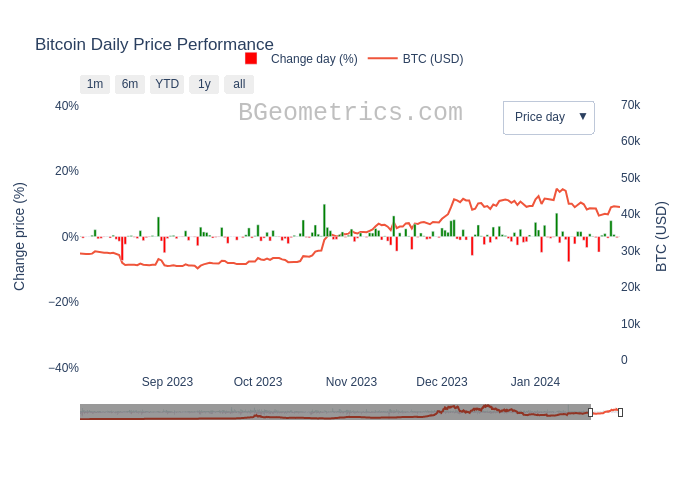 Bitcoin Daily Price Performance
Change day (%) BTC (USD)
1m 6m YTD 1y all
BGeometrics.com
Price day ▼
Change price (%)
40%
20%
0%
−20%
−40%
70k
60k
50k
40k
30k
20k
10k
0
BTC (USD)
Sep 2023 Oct 2023 Nov 2023 Dec 2023 Jan 2024